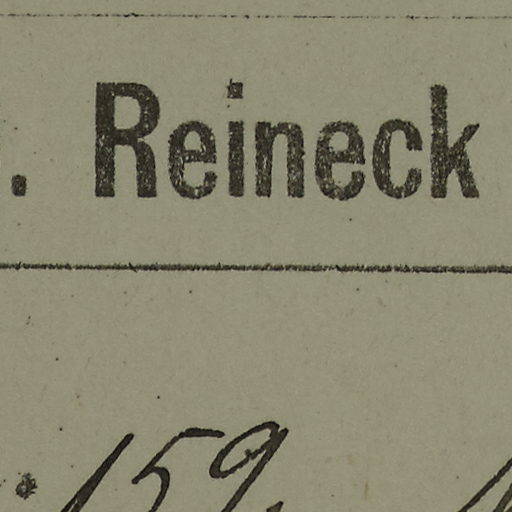 . Reineck
159.